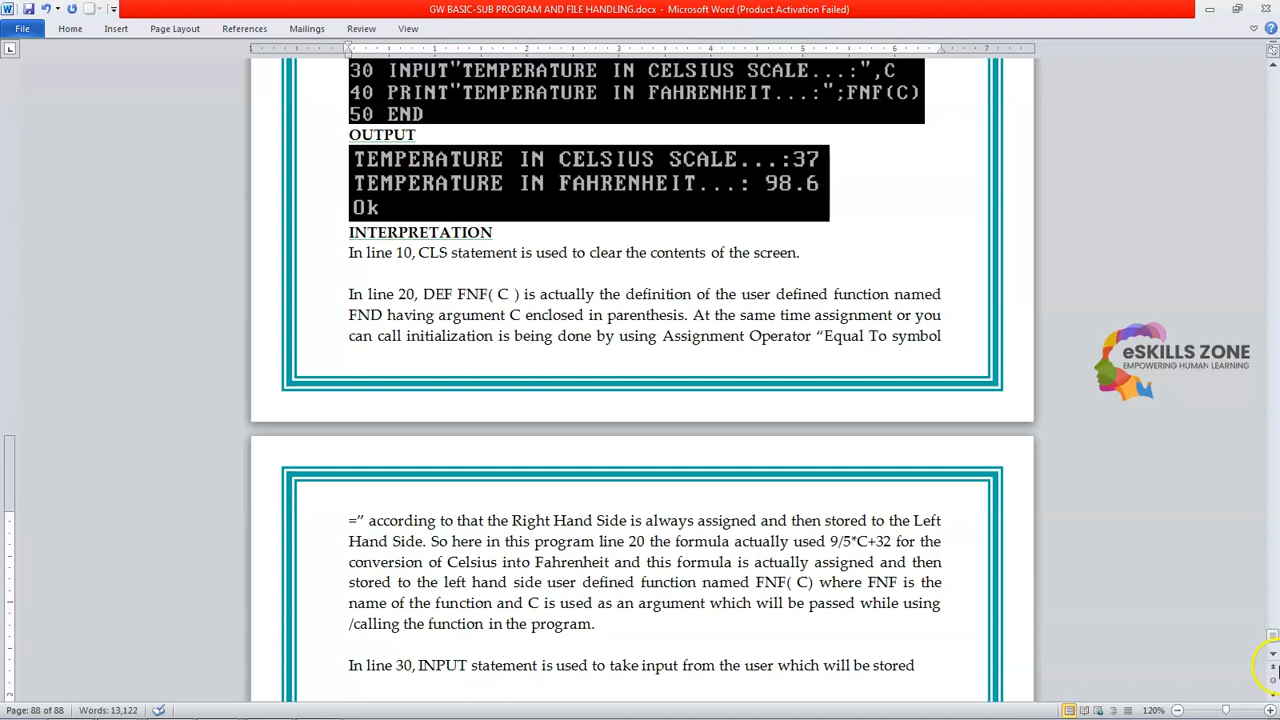 GW BASIC-SUB PROGRAM AND FILE HANDLING.docx - Microsoft Word (Product Activation Failed)
File Home Insert Page Layout References Mailings Review View
1 1 2 3 4 5 6 7
30 INPUT"TEMPERATURE IN CELSIUS SCALE...:",C
40 PRINT"TEMPERATURE IN FAHRENHEIT...:";FNF(C)
50 END
OUTPUT
TEMPERATURE IN CELSIUS SCALE...:37
TEMPERATURE IN FAHRENHEIT...: 98.6
Ok
INTERPRETATION
In line 10, CLS statement is used to clear the contents of the screen.
In line 20, DEF FNF( C ) is actually the definition of the user defined function named
FND having argument C enclosed in parenthesis. At the same time assignment or you
can call initialization is being done by using Assignment Operator “Equal To symbol
eSKILLS ZONE
EMPOWERING HUMAN LEARNING
=” according to that the Right Hand Side is always assigned and then stored to the Left
Hand Side. So here in this program line 20 the formula actually used 9/5*C+32 for the
conversion of Celsius into Fahrenheit and this formula is actually assigned and then
stored to the left hand side user defined function named FNF( C) where FNF is the
name of the function and C is used as an argument which will be passed while using
/calling the function in the program.
In line 30, INPUT statement is used to take input from the user which will be stored
Page: 88 of 88 Words: 13,122 120%